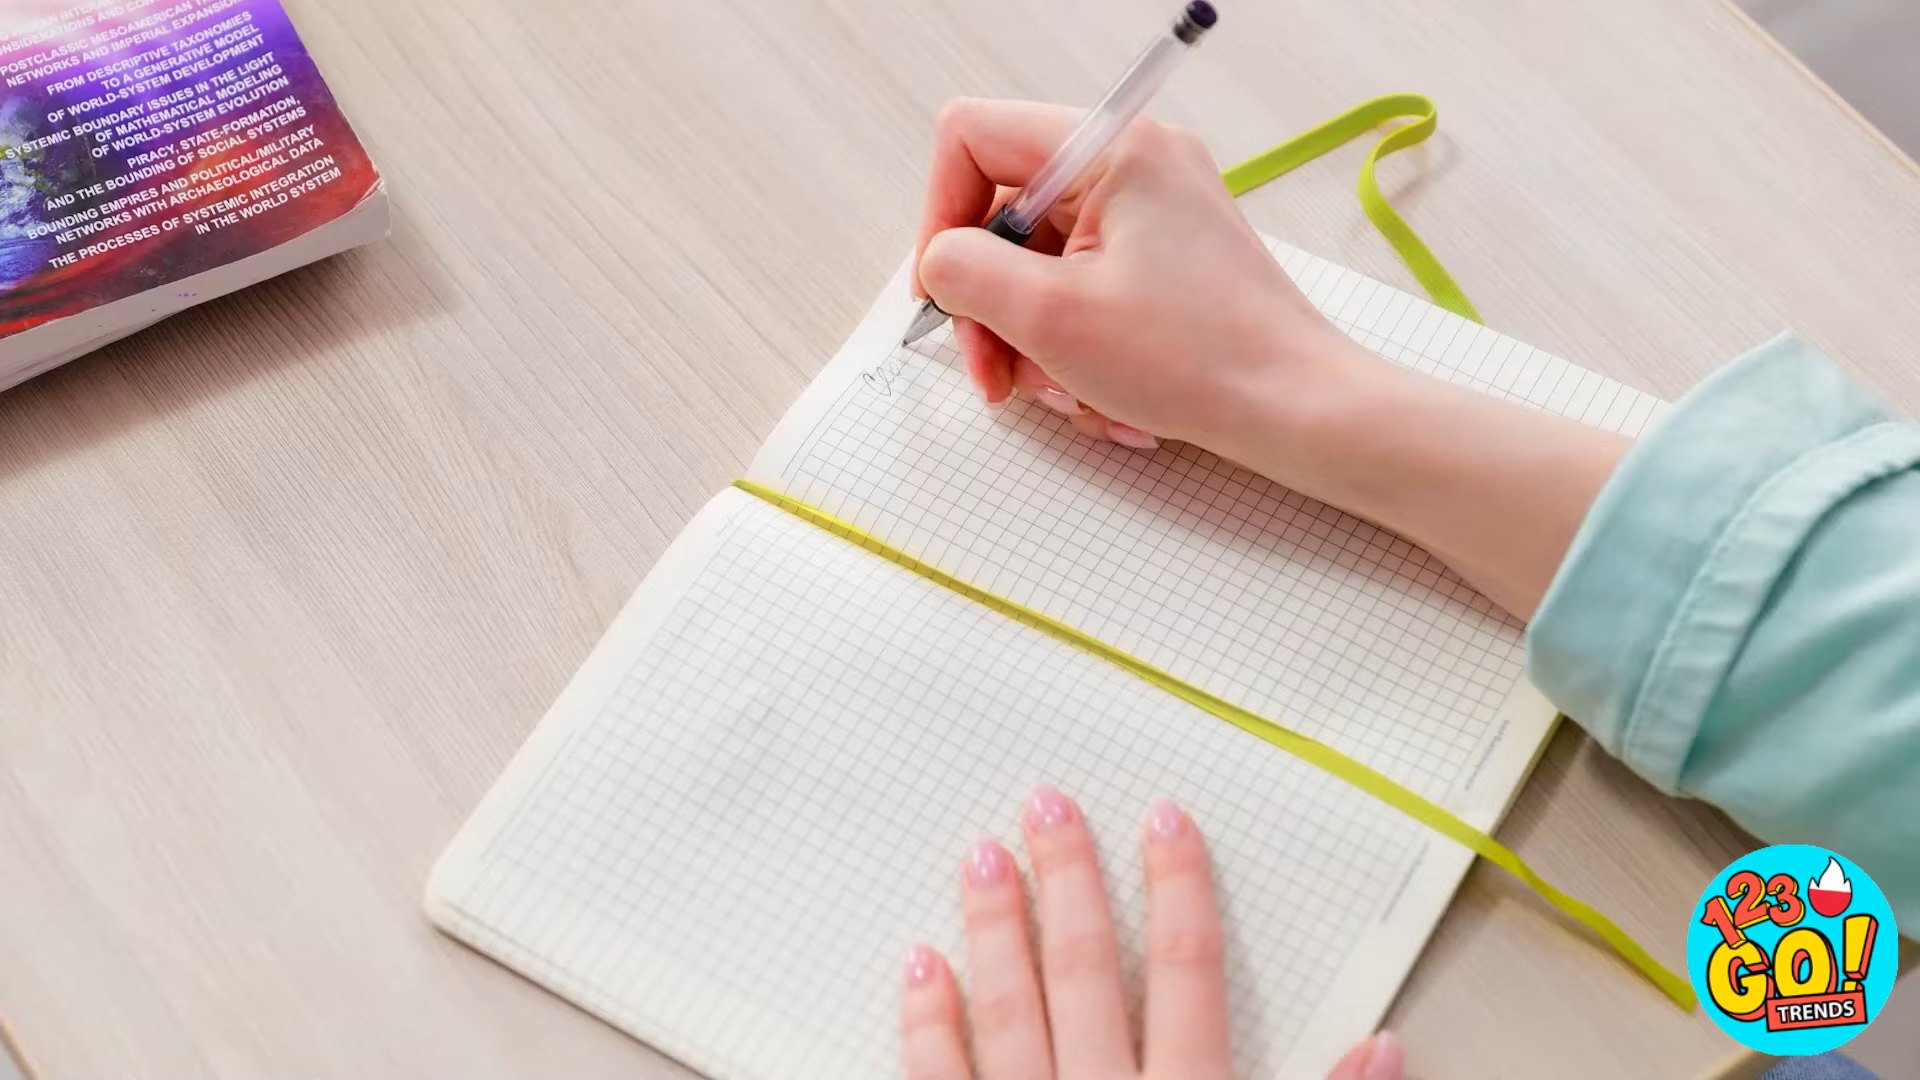 POSTCLASSIC MESOAMERICAN
NETWORKS AND IMPERIAL EXPANSION
FROM DESCRIPTIVE TAXONOMIES
TO A GENERATIVE MODEL
OF WORLD-SYSTEM DEVELOPMENT
SYSTEMIC BOUNDARY ISSUES IN THE LIGHT
OF MATHEMATICAL MODELING
OF WORLD-SYSTEM EVOLUTION
PIRACY, STATE-FORMATION,
AND THE BOUNDING OF SOCIAL SYSTEMS
BOUNDING EMPIRES AND POLITICAL/MILITARY
NETWORKS WITH ARCHAEOLOGICAL DATA
THE PROCESSES OF SYSTEMIC INTEGRATION
IN THE WORLD SYSTEM
123
GO!
TRENDS